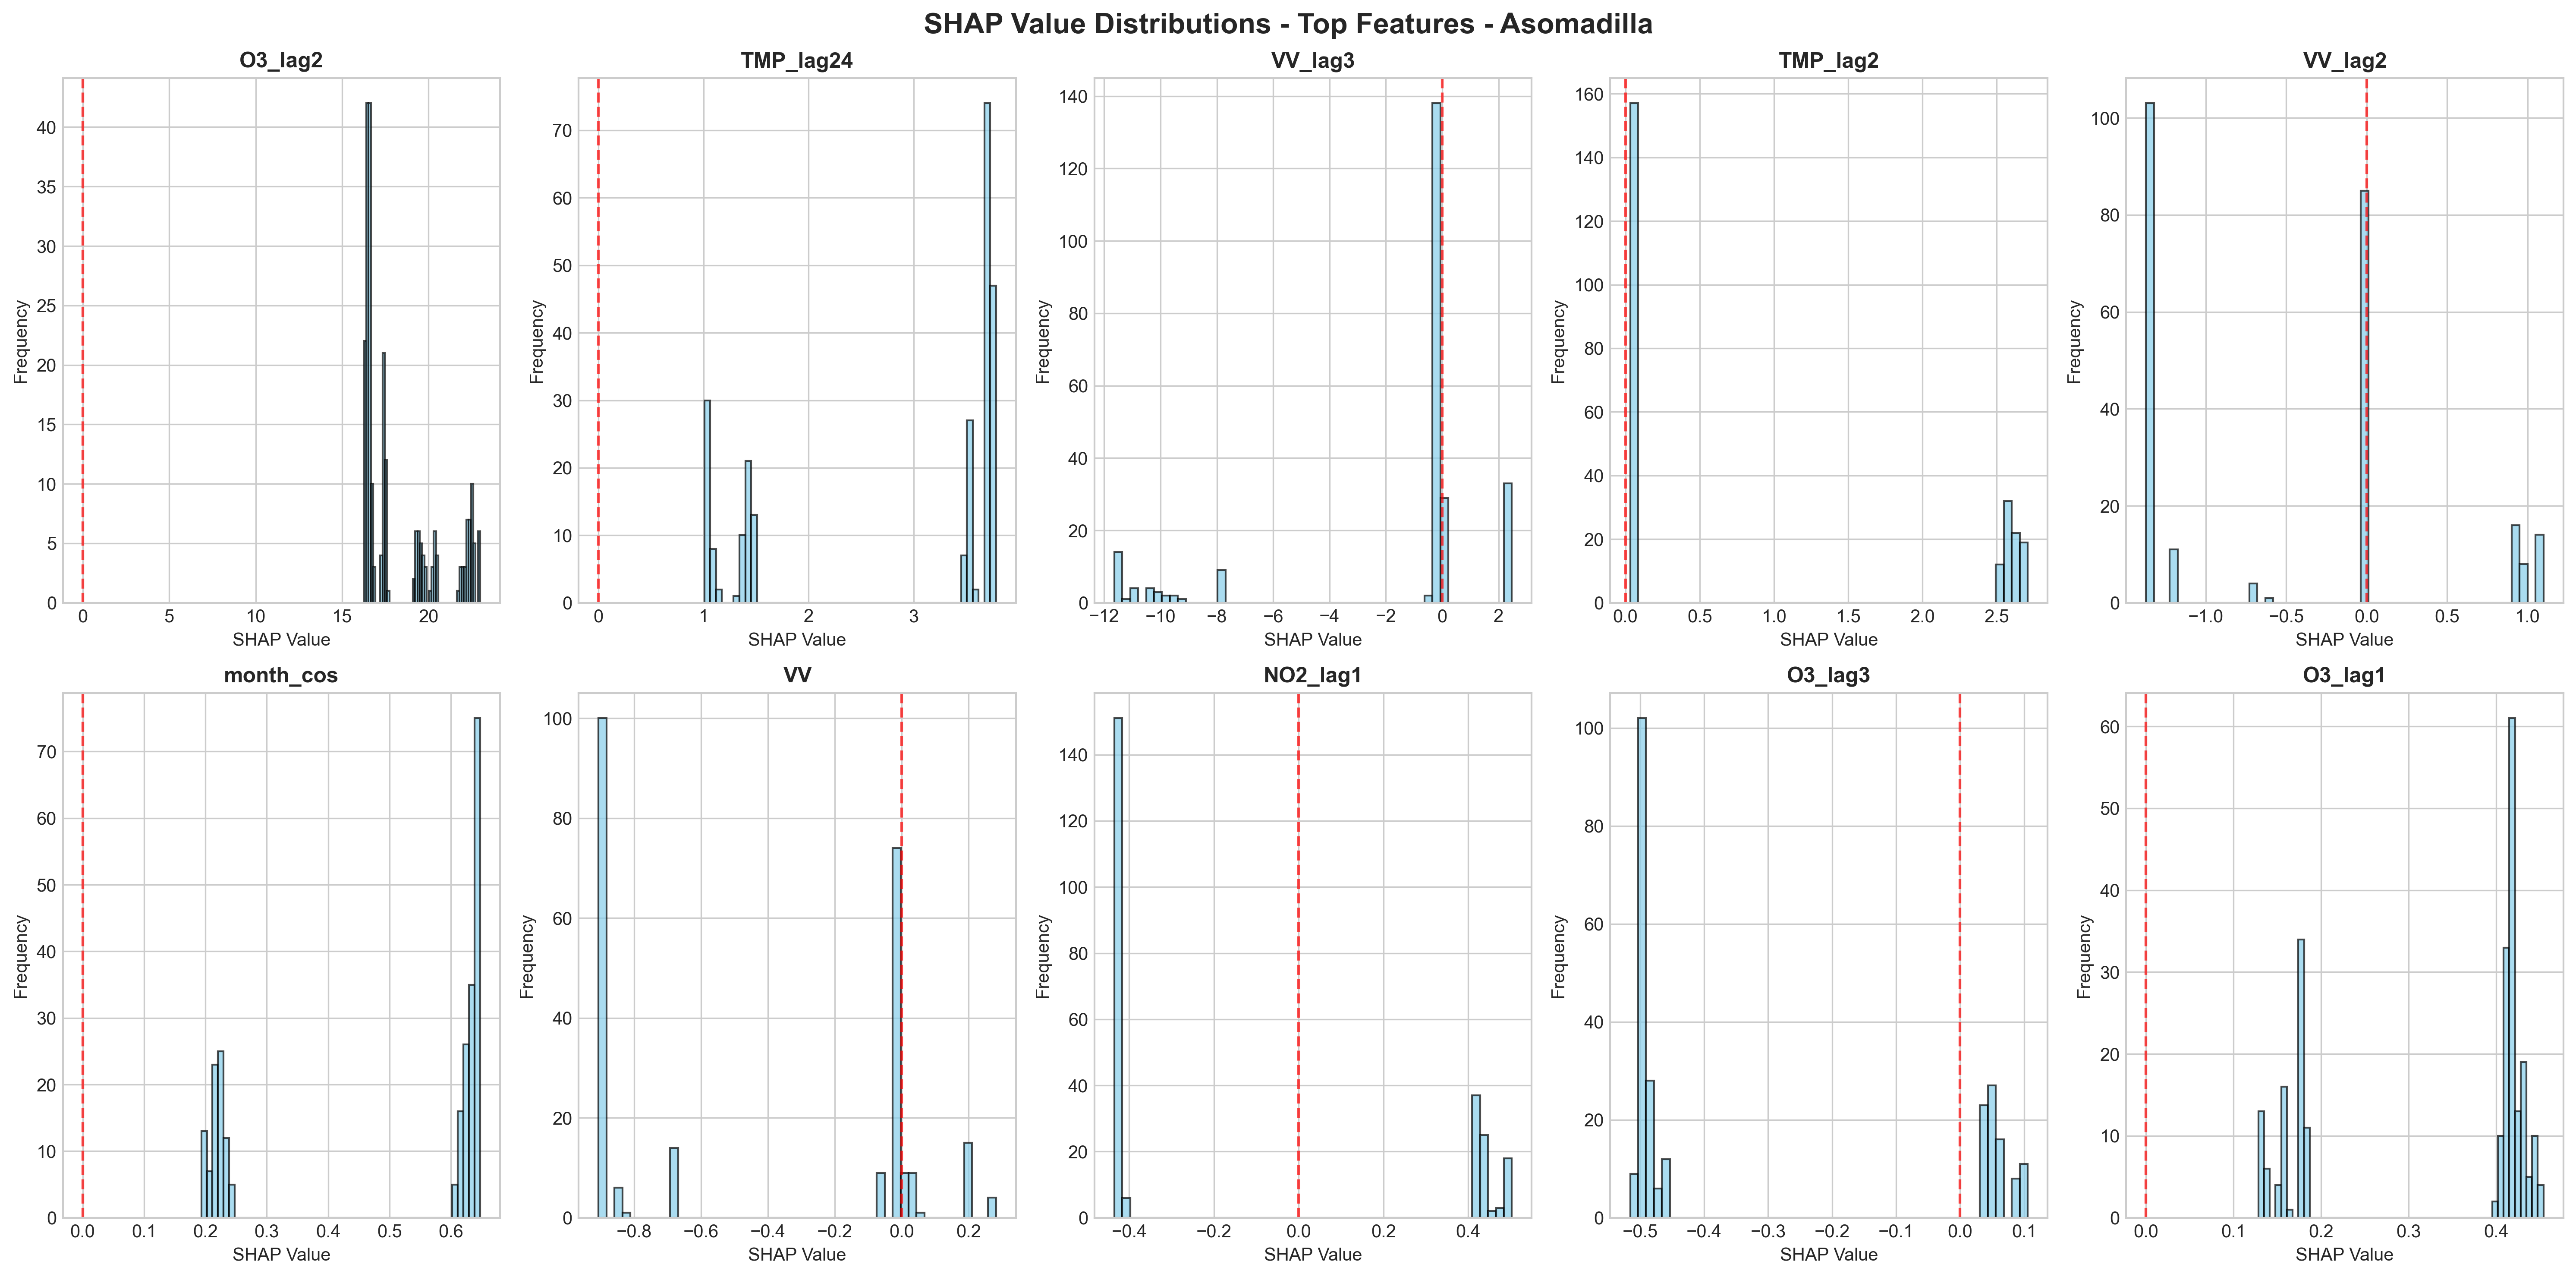 SHAP Value Distributions - Top Features - Asomadilla
O3_lag2
Frequency
40
35
30
25
20
15
10
5
0
0 5 10 15 20
SHAP Value
TMP_lag24
Frequency
70
60
50
40
30
20
10
0
0 1 2 3
SHAP Value
VV_lag3
Frequency
140
120
100
80
60
40
20
0
−12 −10 −8 −6 −4 −2 0 2
SHAP Value
TMP_lag2
Frequency
160
140
120
100
80
60
40
20
0
0.0 0.5 1.0 1.5 2.0 2.5
SHAP Value
VV_lag2
Frequency
100
80
60
40
20
0
−1.0 −0.5 0.0 0.5 1.0
SHAP Value
month_cos
Frequency
70
60
50
40
30
20
10
0
0.0 0.1 0.2 0.3 0.4 0.5 0.6
SHAP Value
VV
Frequency
100
80
60
40
20
0
−0.8 −0.6 −0.4 −0.2 0.0 0.2
SHAP Value
NO2_lag1
Frequency
140
120
100
80
60
40
20
0
−0.4 −0.2 0.0 0.2 0.4
SHAP Value
O3_lag3
Frequency
100
80
60
40
20
0
−0.5 −0.4 −0.3 −0.2 −0.1 0.0 0.1
SHAP Value
O3_lag1
Frequency
60
50
40
30
20
10
0
0.0 0.1 0.2 0.3 0.4
SHAP Value